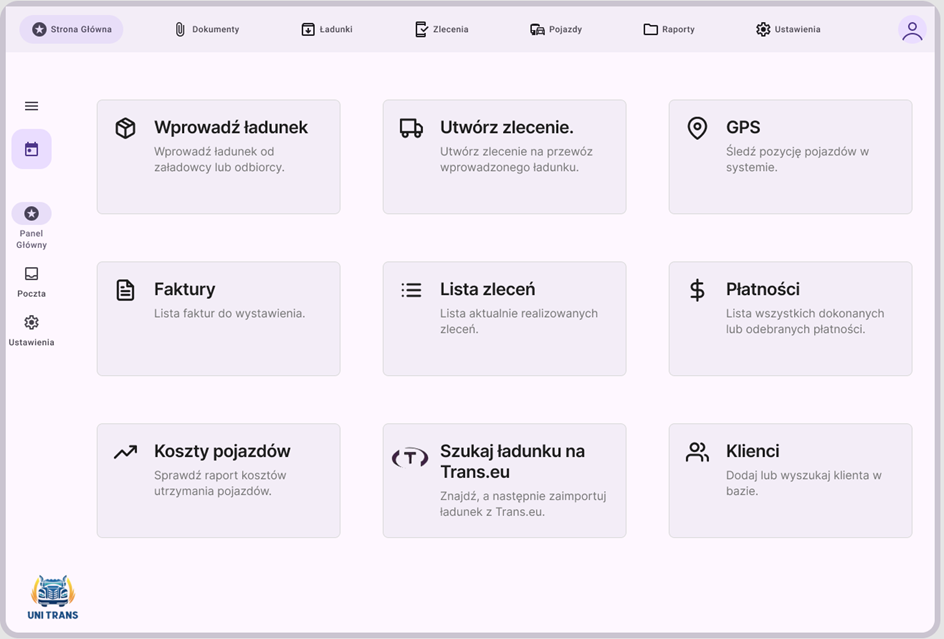 Strona Główna
Dokumenty
Ładunki
Zlecenia
Pojazdy
Raporty
Ustawienia
Panel
Główny
Poczta
Ustawienia
Wprowadź ładunek
Wprowadź ładunek od
załadowcy lub odbiorcy.
Utwórz zlecenie.
Utwórz zlecenie na przewóz
wprowadzonego ładunku.
GPS
Śledź pozycję pojazdów w
systemie.
Faktury
Lista faktur do wystawienia.
Lista zleceń
Lista aktualnie realizowanych
zleceń.
Płatności
Lista wszystkich dokonanych
lub odebranych płatności.
Koszty pojazdów
Sprawdź raport kosztów
utrzymania pojazdów.
T
Szukaj ładunku na
Trans.eu
Znajdź, a następnie zaimportuj
ładunek z Trans.eu.
Klienci
Dodaj lub wyszukaj klienta w
bazie.
UNI TRANS